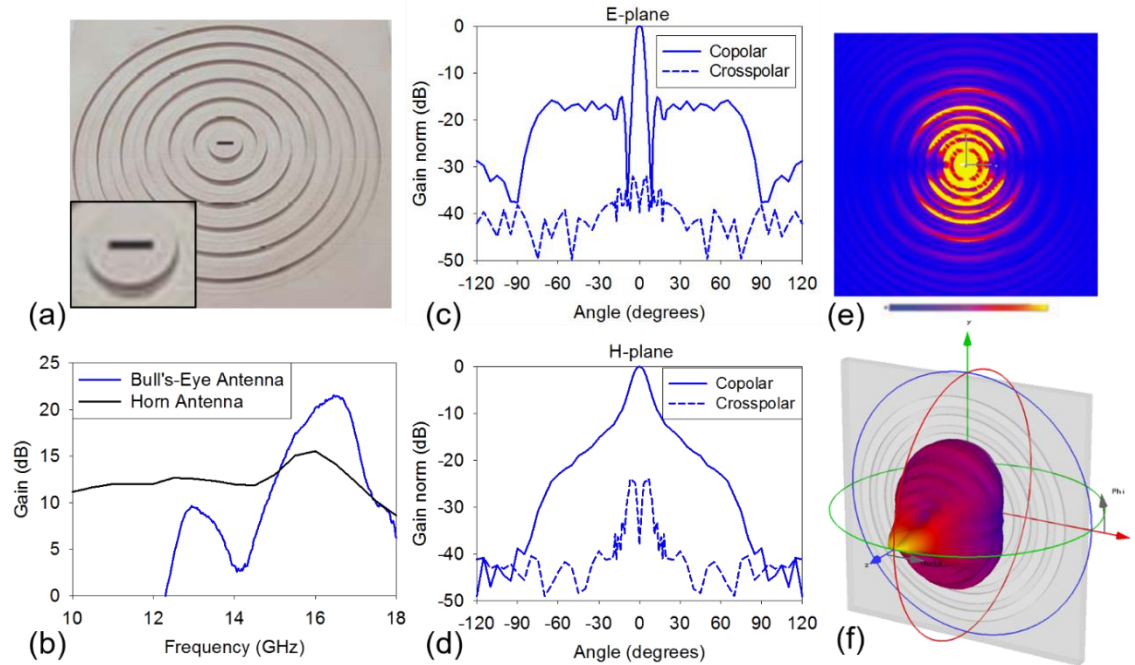 (a)
E-plane
Gain norm (dB)
0
-10
-20
-30
-40
-50
Copolar
Crosspolar
-120 -90 -60 -30 0 30 60 90 120
Angle (degrees)
(c)
(e)
Gain (dB)
25
20
15
10
5
0
Bull's-Eye Antenna
Horn Antenna
10 12 14 16 18
Frequency (GHz)
(b)
H-plane
Gain norm (dB)
0
-10
-20
-30
-40
-50
Copolar
Crosspolar
-120 -90 -60 -30 0 30 60 90 120
Angle (degrees)
(d)
Y
Phi
z
(f)